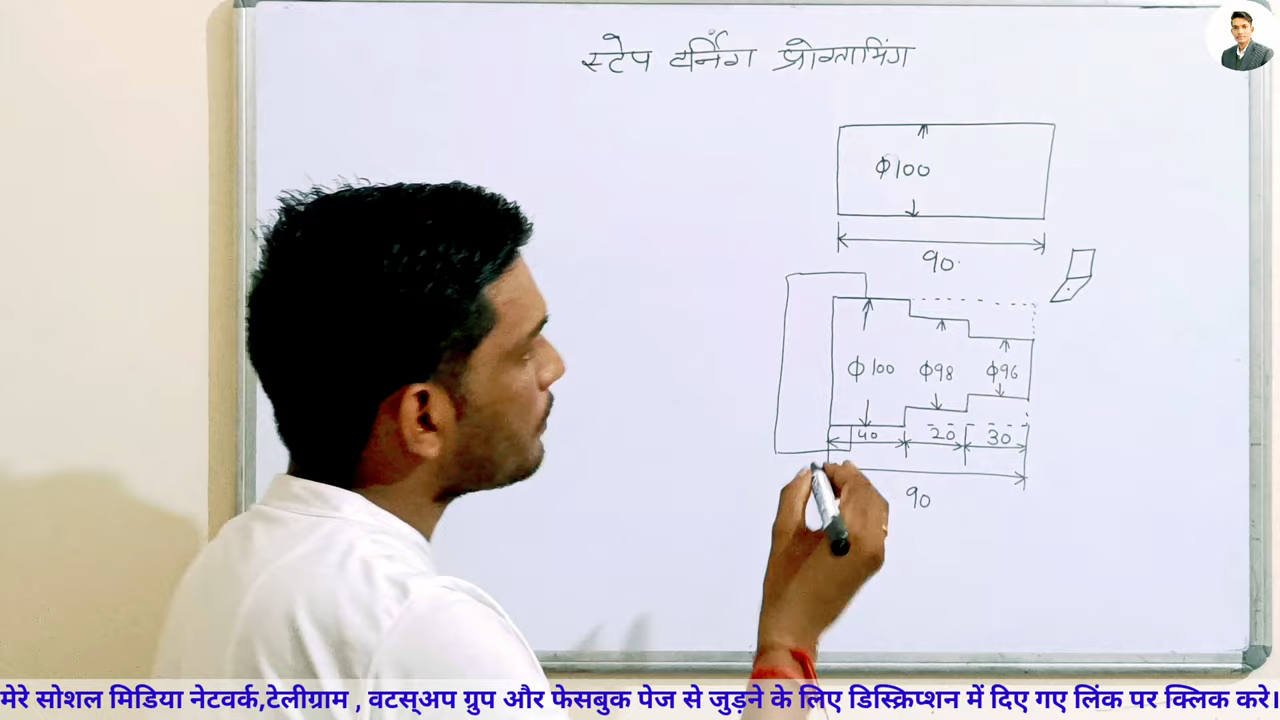 स्टेप टर्निंग प्रोग्रामिंग
Φ100
90
Φ100 Φ98 Φ96
40 20 30
90
मेरे सोशल मिडिया नेटवर्क,टेलीग्राम , वटस्अप ग्रुप और फेसबुक पेज से जुड़ने के लिए डिस्क्रिप्शन में दिए गए लिंक पर क्लिक करे।